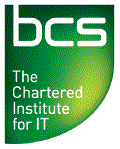 bcs
The
Chartered
Institute
for IT